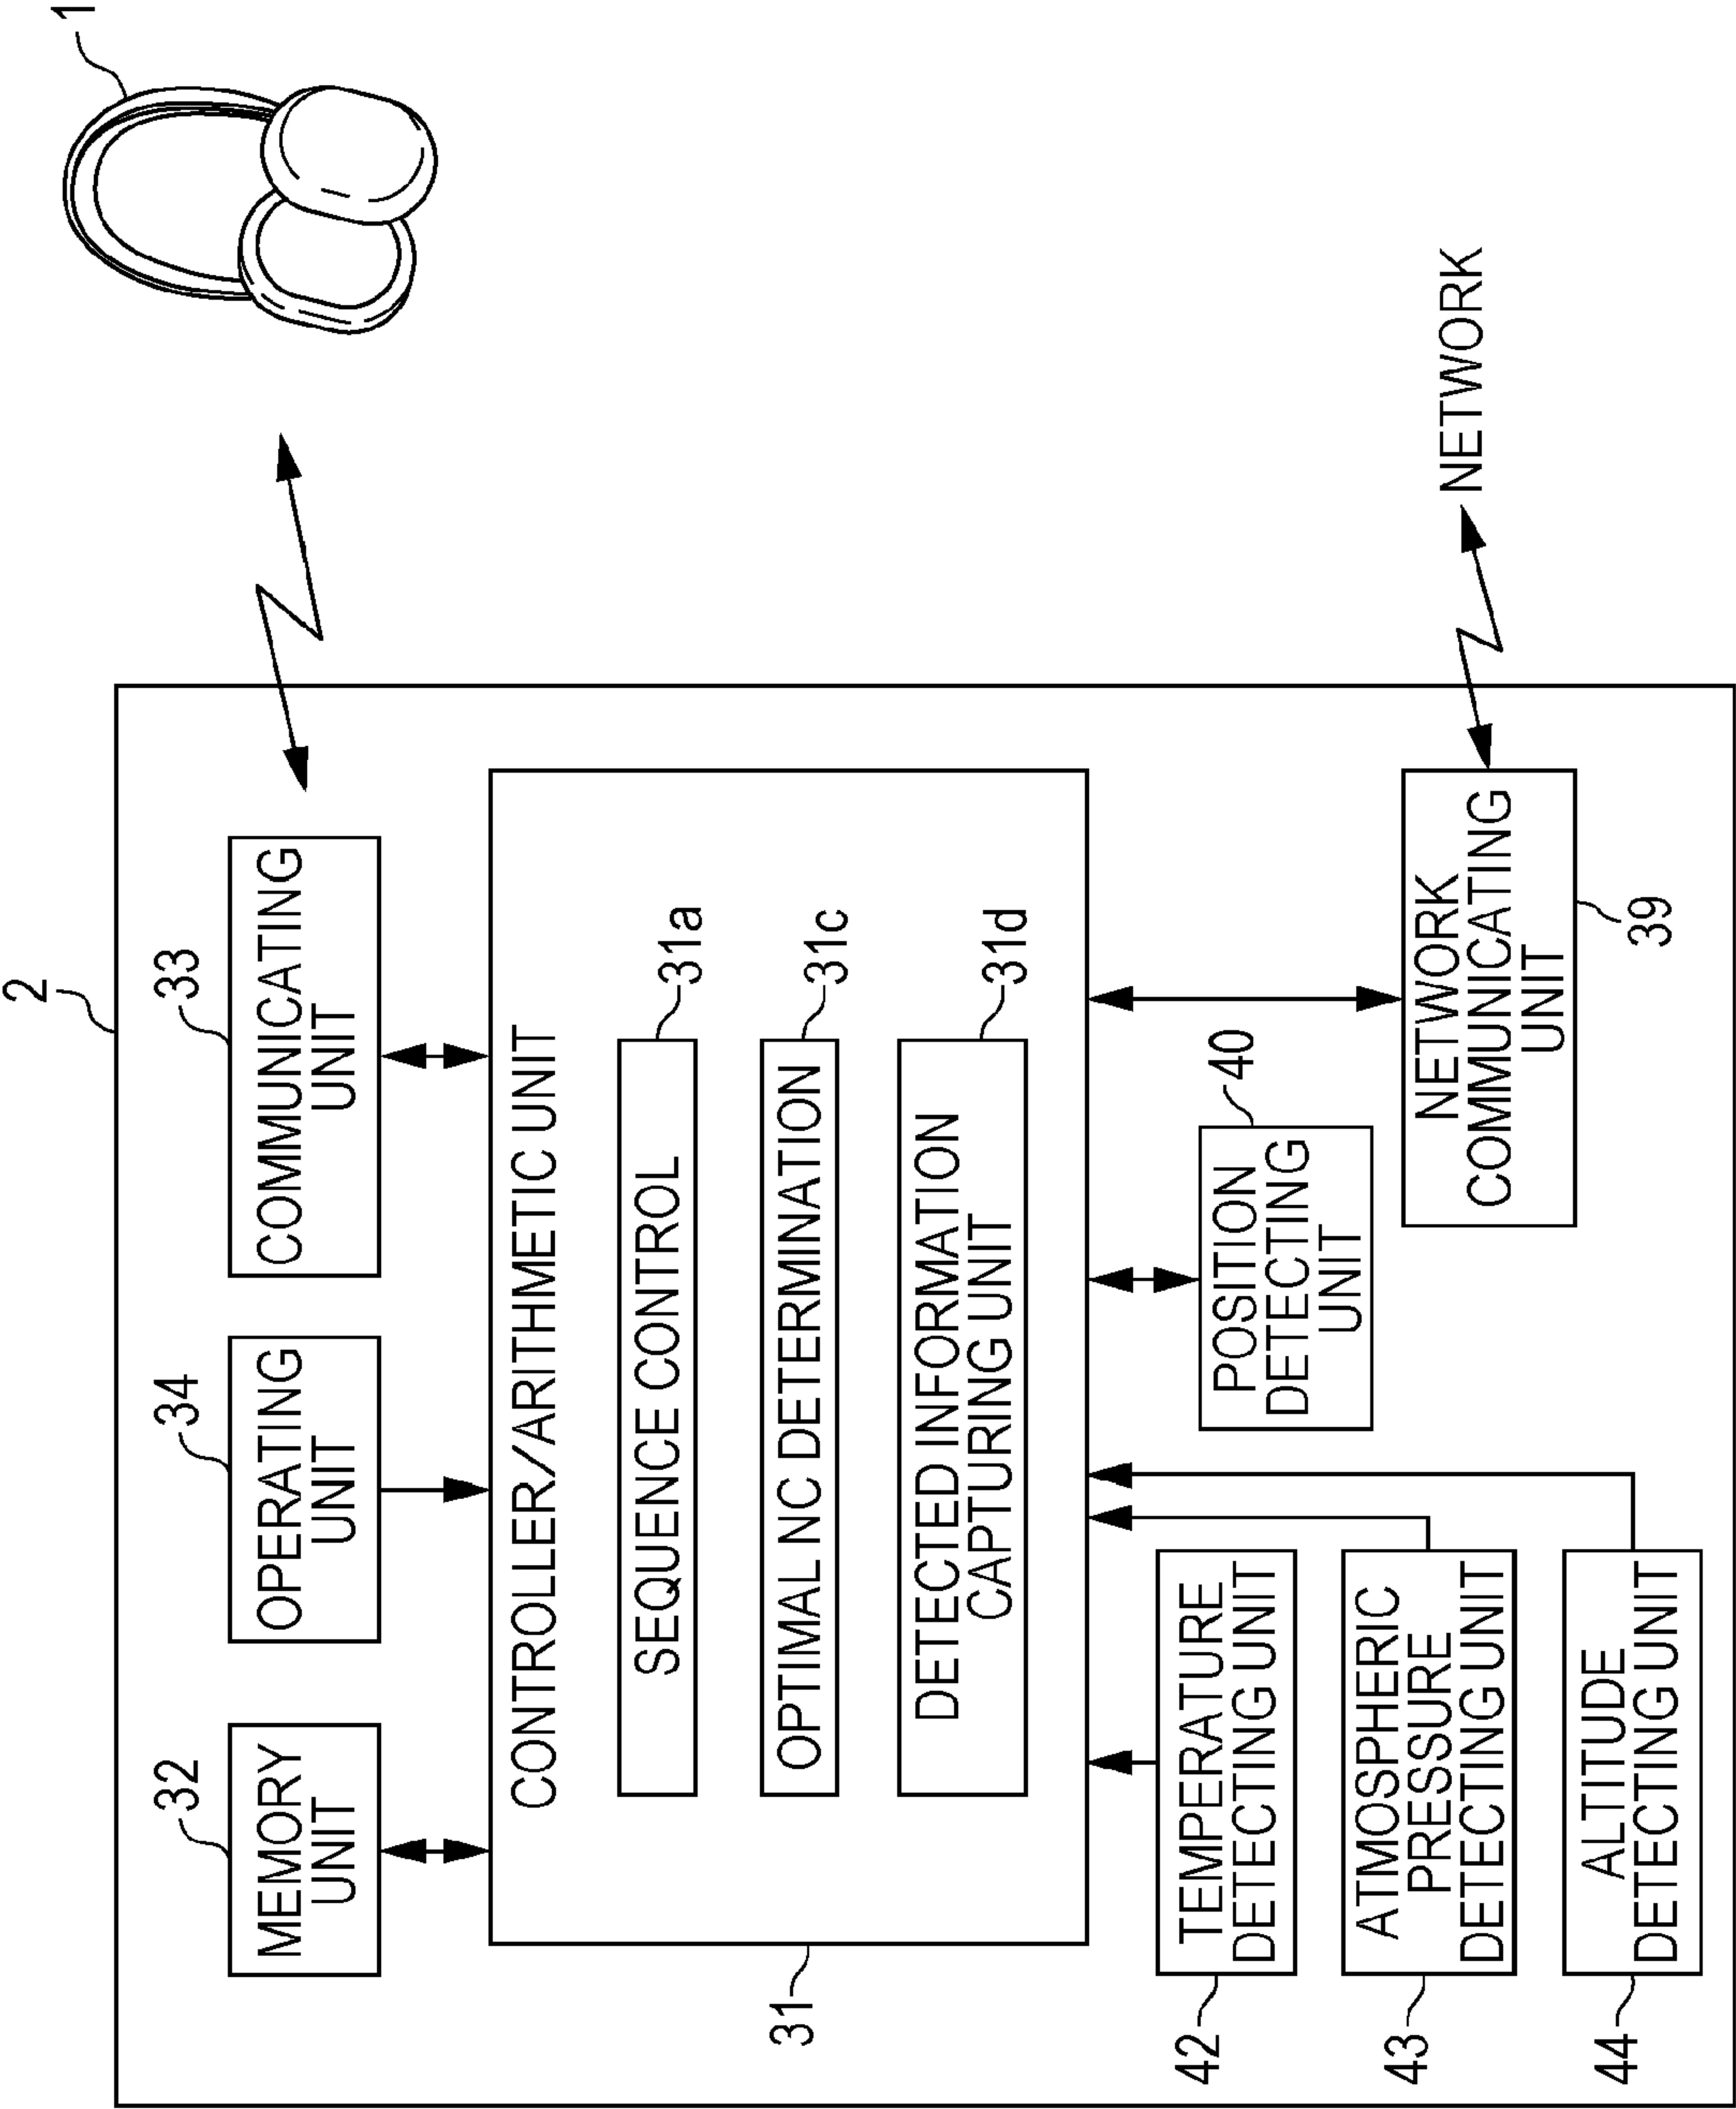 1
2
32
34
33
MEMORY
UNIT
OPERATING
UNIT
COMMUNICATING
UNIT
CONTROLLER/ARITHMETIC UNIT
SEQUENCE CONTROL
31a
OPTIMAL NC DETERMINATION
31c
DETECTED INFORMATION
CAPTURING UNIT
31d
31
42
TEMPERATURE
DETECTING UNIT
43
ATMOSPHERIC
PRESSURE
DETECTING UNIT
44
ALTITUDE
DETECTING UNIT
40
POSITION
DETECTING
UNIT
NETWORK
COMMUNICATING
UNIT
39
NETWORK